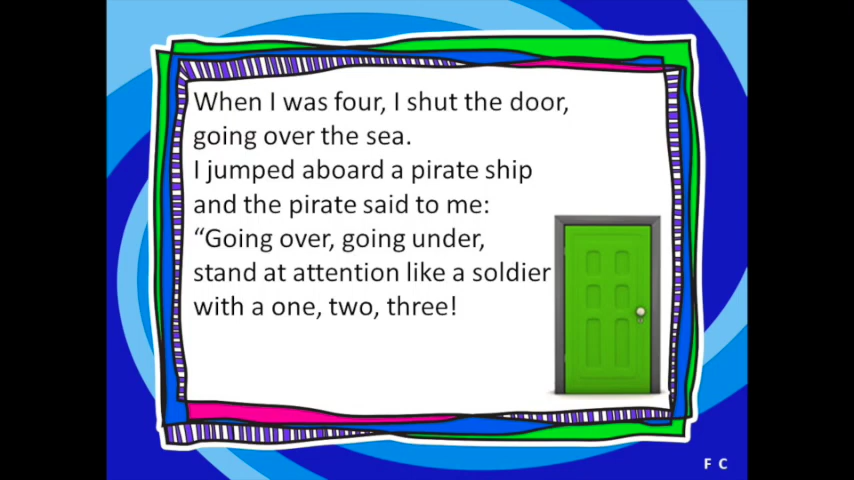 When I was four, I shut the door,
going over the sea.
I jumped aboard a pirate ship
and the pirate said to me:
“Going over, going under,
stand at attention like a soldier
with a one, two, three!
F C